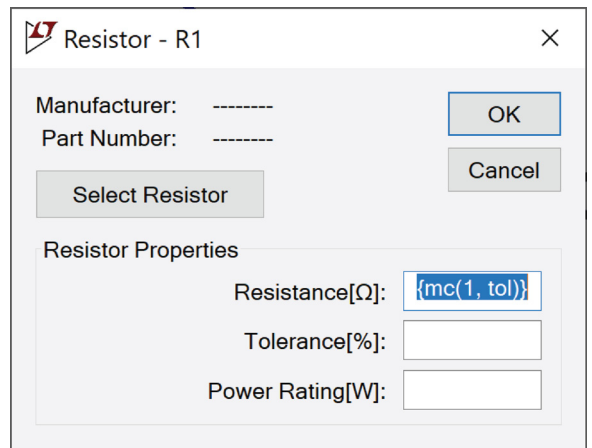 Resistor - R1
Manufacturer: --------
Part Number: --------
OK
Cancel
Select Resistor
Resistor Properties
Resistance[Ω]: {mc(1, tol)}
Tolerance[%]:
Power Rating[W]: